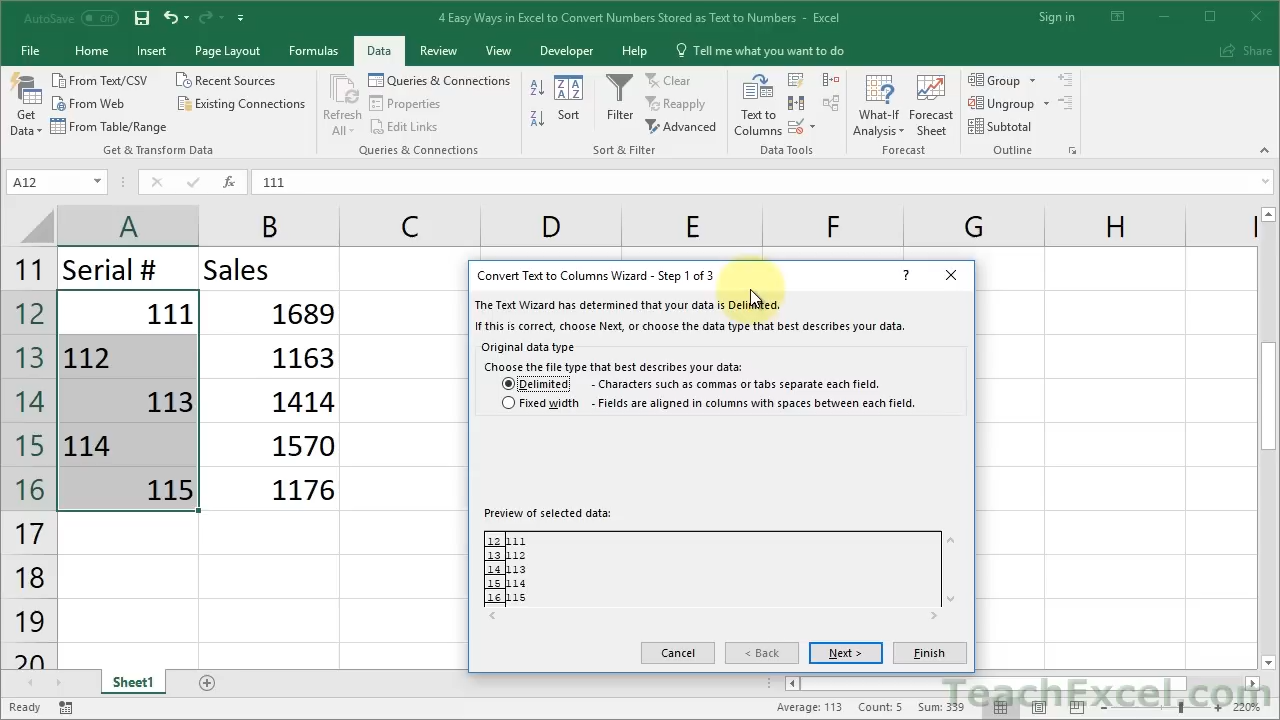 AutoSave Off
4 Easy Ways in Excel to Convert Numbers Stored as Text to Numbers - Excel
Sign in
File Home Insert Page Layout Formulas Data Review View Developer Help Tell me what you want to do Share
Get Data
From Text/CSV
From Web
From Table/Range
Recent Sources
Existing Connections
Get & Transform Data
Refresh All
Queries & Connections
Properties
Edit Links
Queries & Connections
Sort
Filter
Clear
Reapply
Advanced
Sort & Filter
Text to Columns
Data Tools
What-If Analysis
Forecast Sheet
Forecast
Group
Ungroup
Subtotal
Outline
A12 fx 111
A B C D E F G H I
11 Serial # Sales
12 111 1689
13 112 1163
14 113 1414
15 114 1570
16 115 1176
17
18
19
20
Convert Text to Columns Wizard - Step 1 of 3 ?
The Text Wizard has determined that your data is Delimited.
If this is correct, choose Next, or choose the data type that best describes your data.
Original data type
Choose the file type that best describes your data:
Delimited - Characters such as commas or tabs separate each field.
Fixed width - Fields are aligned in columns with spaces between each field.
Preview of selected data:
12 111
13 112
14 113
15 114
16 115
Cancel < Back Next > Finish
Sheet1
TeachExcel.com
Ready Average: 113 Count: 5 Sum: 339 220%